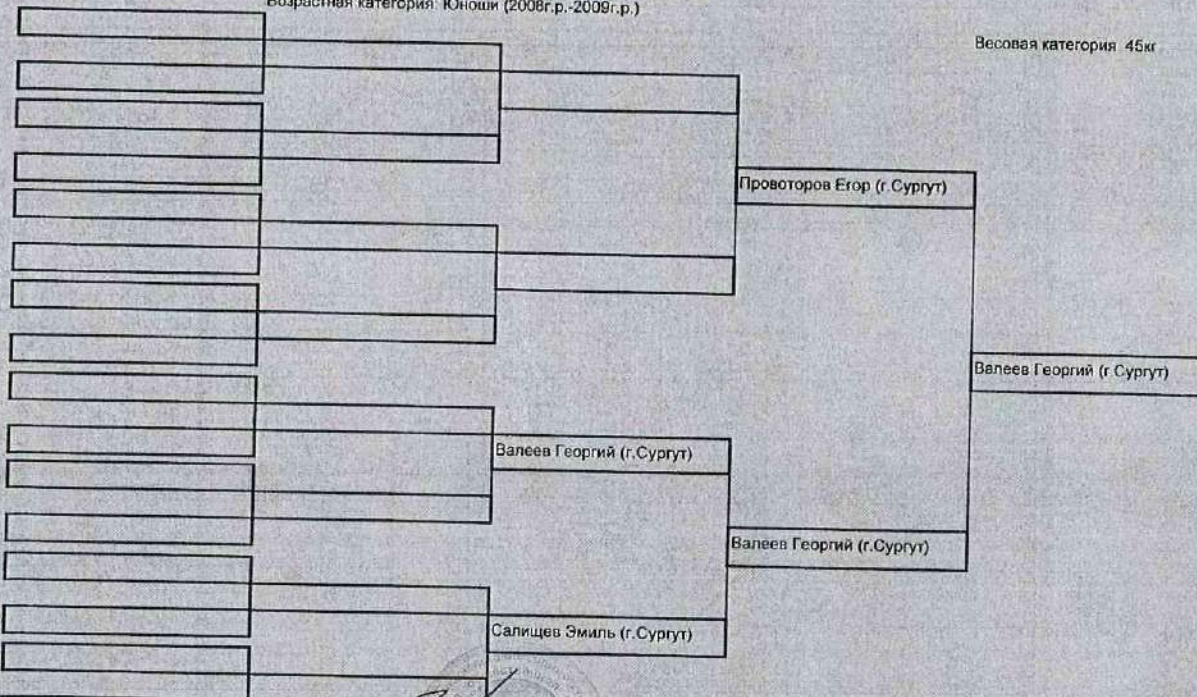 Возрастная категория: Юноши (2008г.р.-2009г.р.)
Весовая категория 45кг
Провоторов Егор (г.Сургут)
Валеев Георгий (г.Сургут)
Валеев Георгий (г.Сургут)
Валеев Георгий (г.Сургут)
Салищев Эмиль (г.Сургут)